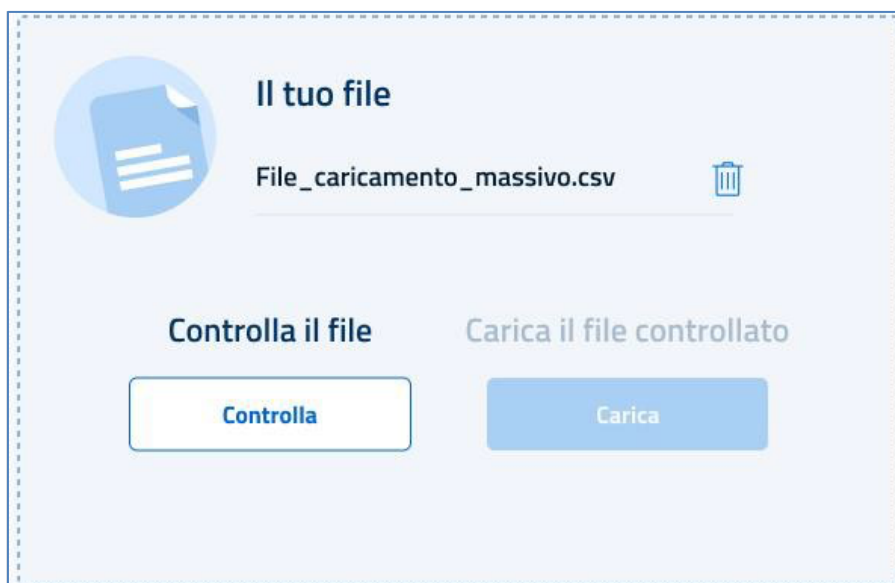 Il tuo file
File_caricamento_massivo.csv
Controlla il file
Carica il file controllato
Controlla
Carica